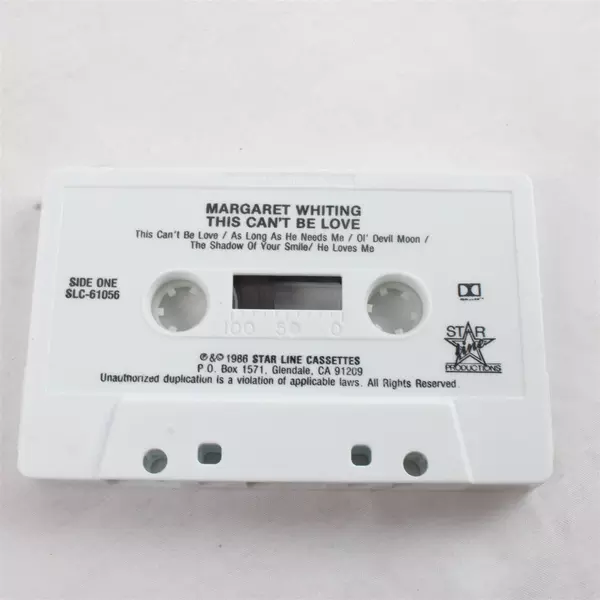 MARGARET WHITING
THIS CAN'T BE LOVE
This Can't Be Love / As Long As He Needs Me / Ol' Devil Moon /
The Shadow Of Your Smile/ He Loves Me
SIDE ONE
SLC-61056
100 50 0
STAR
line
PRODUCTIONS
℗ & © 1986 STAR LINE CASSETTES
P O. Box 1571, Glendale, CA 91209
Unauthorized duplication is a violation of applicable laws. All Rights Reserved.